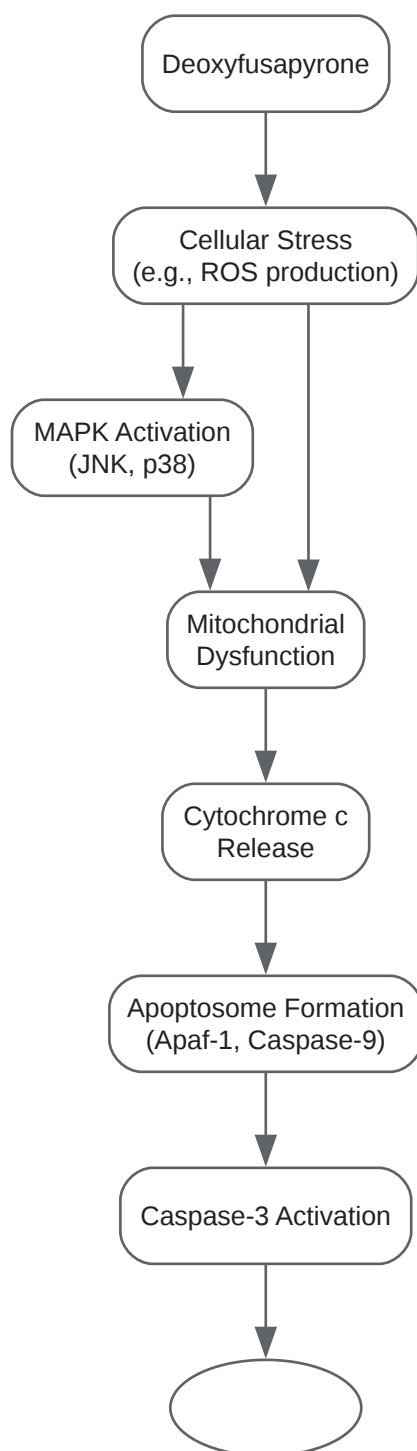 Deoxyfusapyrone
Cellular Stress
(e.g., ROS production)
MAPK Activation
(JNK, p38)
Mitochondrial
Dysfunction
Cytochrome c
Release
Apoptosome Formation
(Apaf-1, Caspase-9)
Caspase-3 Activation